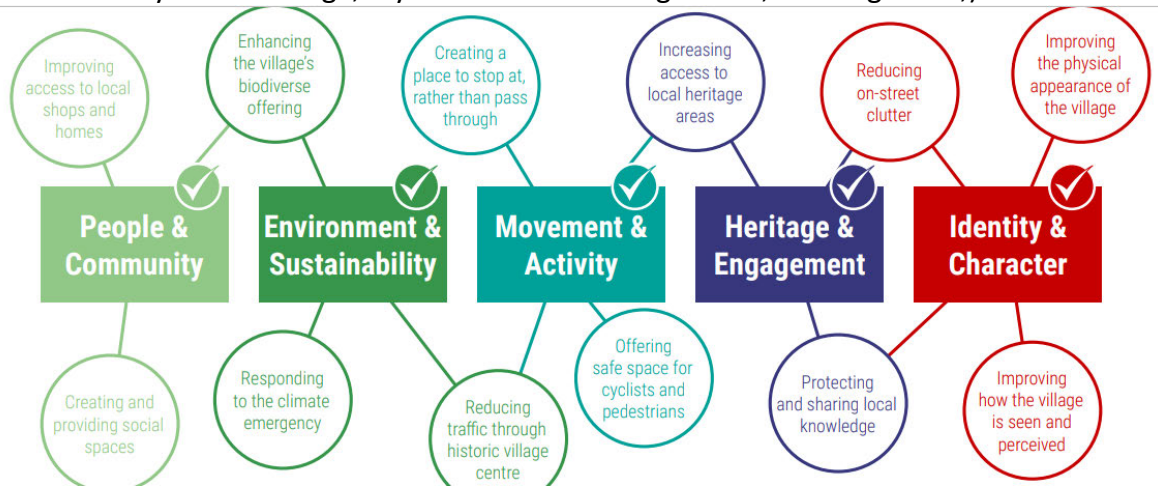 Improving
access to local
shops and
homes
Enhancing
the village's
biodiverse
offering
Creating a
place to stop at,
rather than pass
through
Increasing
access to
local heritage
areas
Reducing
on-street
clutter
Improving
the physical
appearance of
the village
People &
Community
Environment &
Sustainability
Movement &
Activity
Heritage &
Engagement
Identity &
Character
Creating and
providing social
spaces
Responding
to the climate
emergency
Reducing
traffic through
historic village
centre
Offering
safe space for
cyclists and
pedestrians
Protecting
and sharing local
knowledge
Improving
how the village
is seen and
perceived